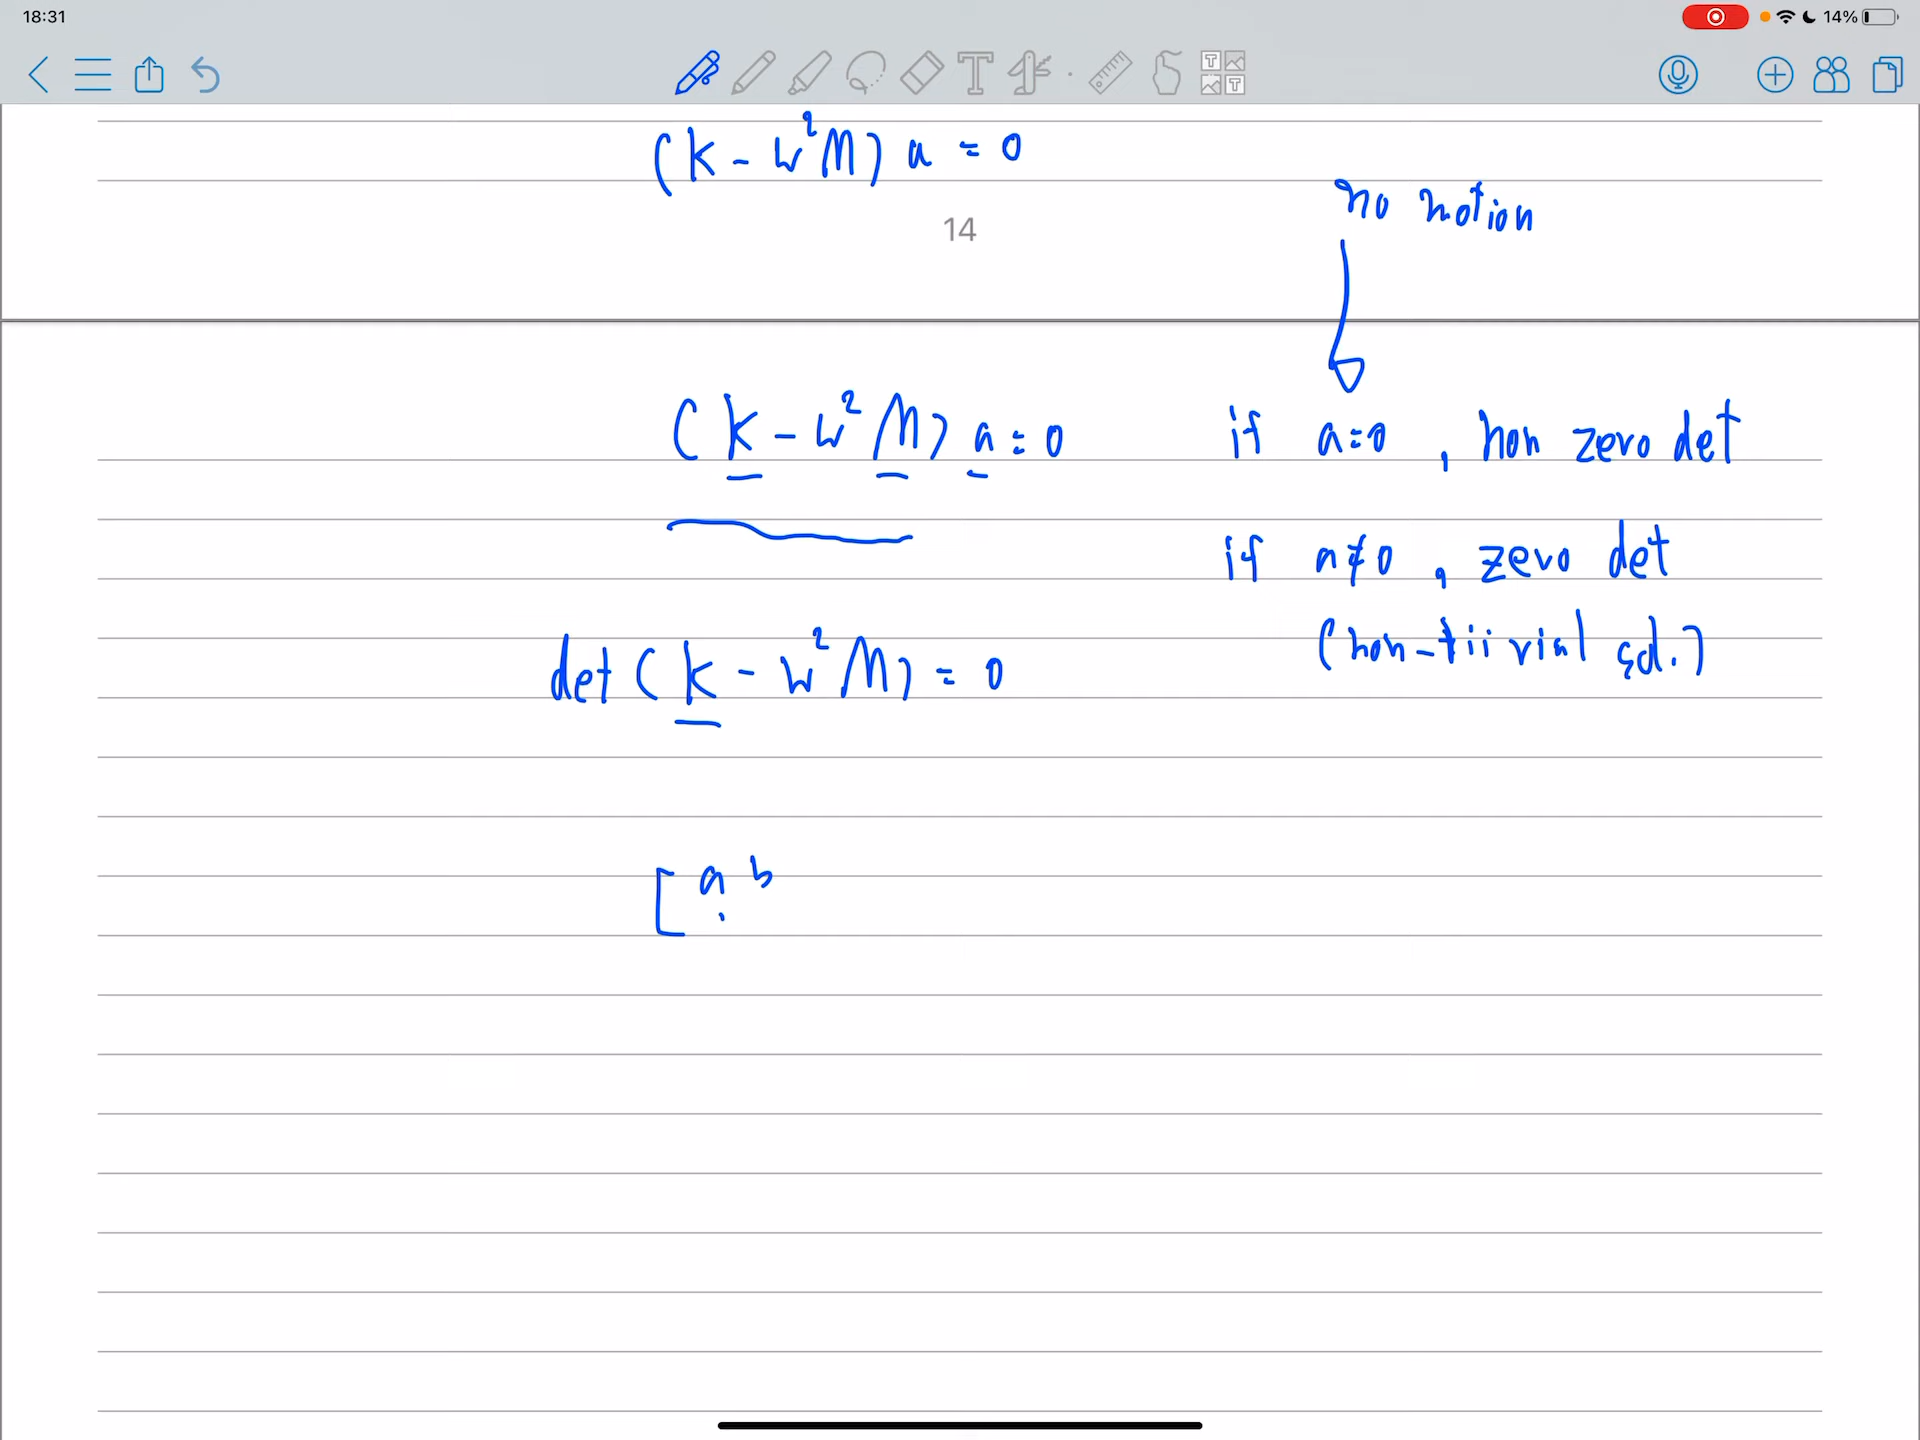 18:31
14%
(K - W²M) a = 0
no motion
14
(K - W²M) a = 0
if a=0, non zero det
if a≠0, zero det
(non-tiivial sol.)
det (K - W²M) = 0
[ a b